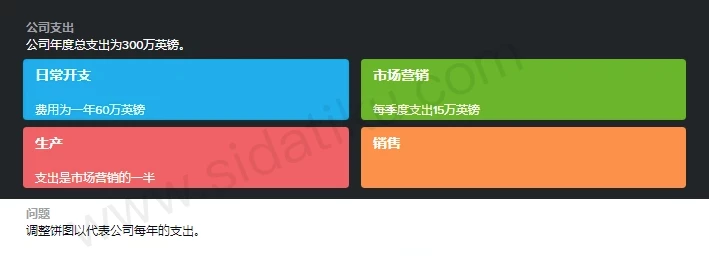 公司支出
公司年度总支出为300万英镑。
日常开支
市场营销
费用为一年60万英镑
每季度支出15万英镑
生产
销售
支出是市场营销的一半
问题
调整饼图以代表公司每年的支出。
www.sidatiku.com